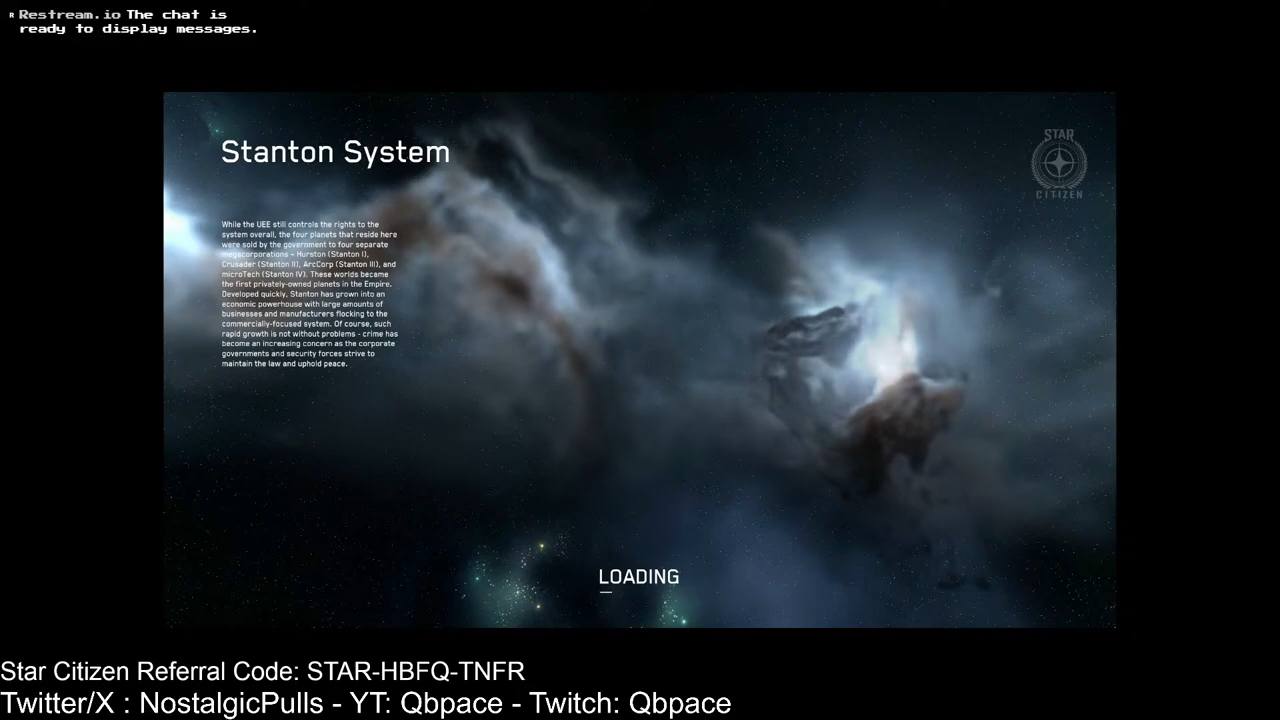 Restream.io The chat is
ready to display messages.
Stanton System
STAR
CITIZEN
While the UEE still controls the rights to the
system overall, the four planets that reside here
were sold by the government to four separate
megacorporations - Hurston (Stanton I),
Crusader (Stanton II), ArcCorp (Stanton III), and
microTech (Stanton IV). These worlds became
the first privately-owned planets in the Empire.
Developed quickly, Stanton has grown into an
economic powerhouse with large amounts of
businesses and manufacturers flocking to the
commercially-focused system. Of course, such
rapid growth is not without problems - crime has
become an increasing concern as the corporate
governments and security forces strive to
maintain the law and uphold peace.
LOADING
Star Citizen Referral Code: STAR-HBFQ-TNFR
Twitter/X : NostalgicPulls - YT: Qbpace - Twitch: Qbpace